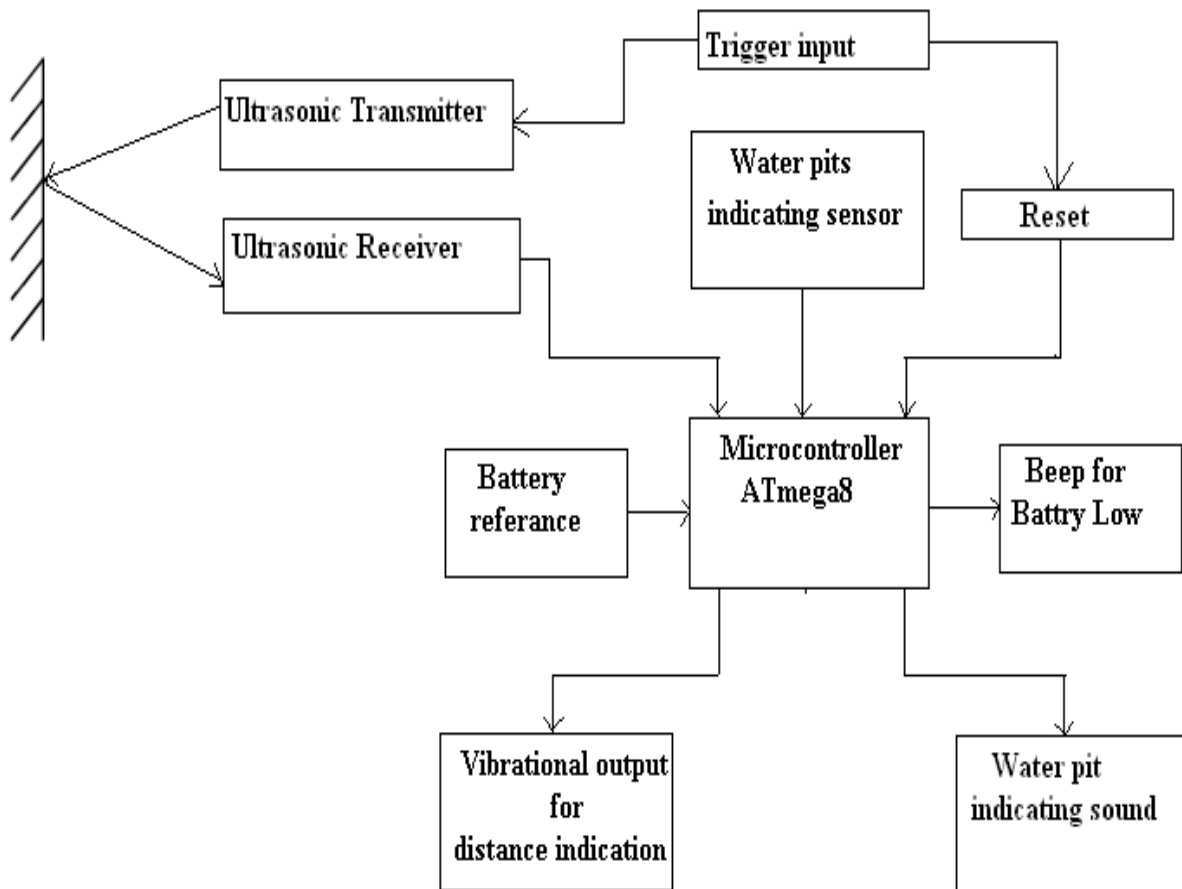 Trigger input
Ultrasonic Transmitter
Water pits
indicating sensor
Reset
Ultrasonic Receiver
Microcontroller
ATmega8
Battery
referance
Beep for
Battry Low
Vibrational output
for
distance indication
Water pit
indicating sound